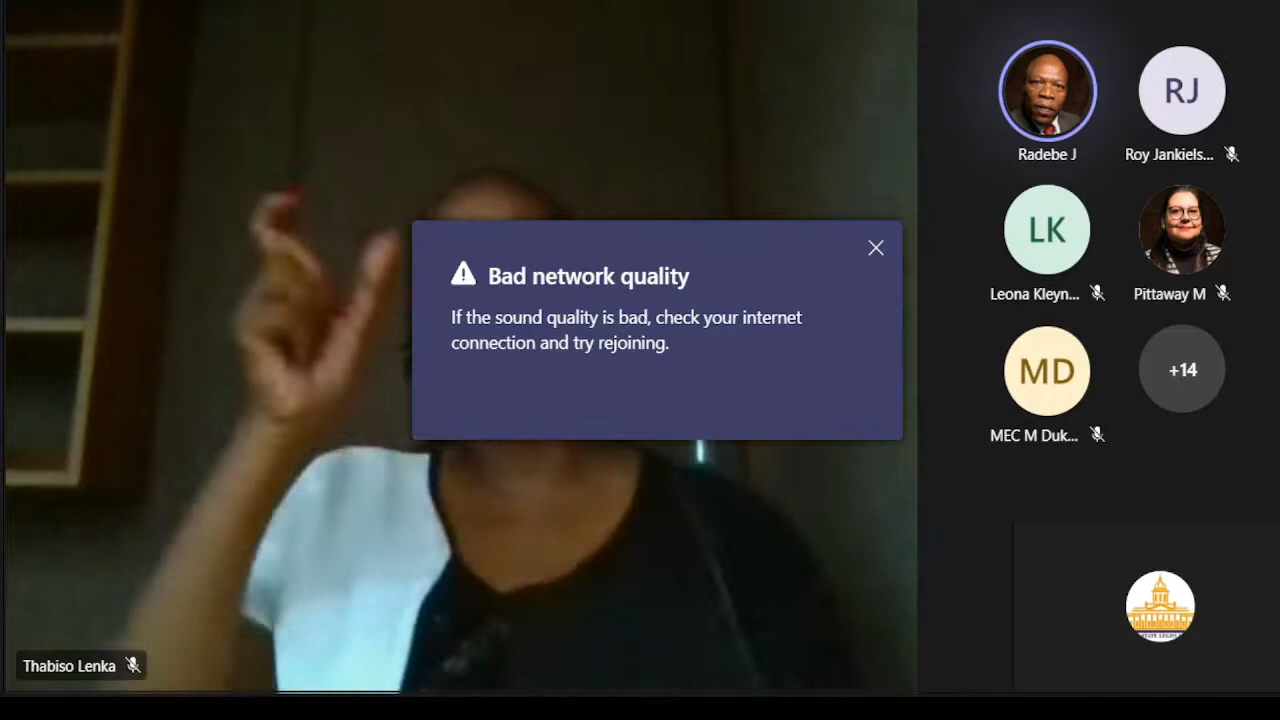 Bad network quality
If the sound quality is bad, check your internet
connection and try rejoining.
Radebe J
RJ
Roy Jankiels...
LK
Leona Kleyn...
Pittaway M
MD
MEC M Duk...
+14
Thabiso Lenka